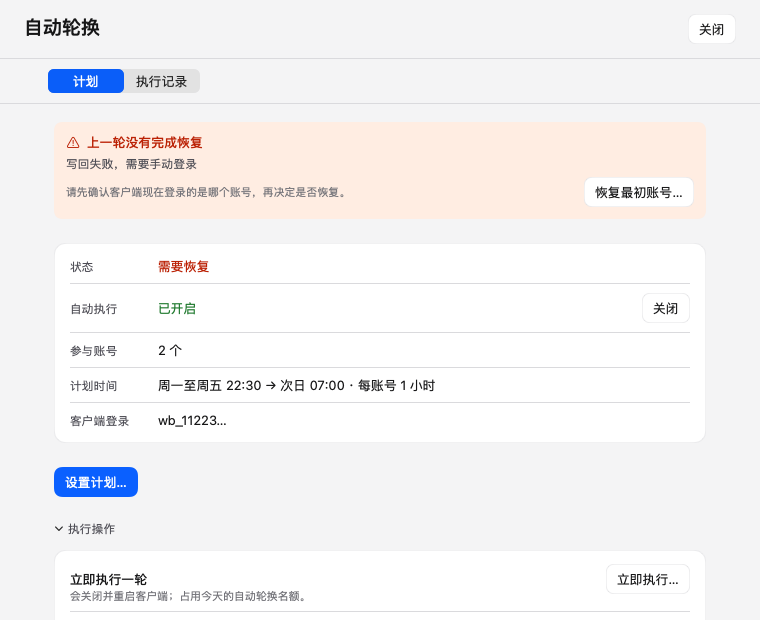 自动轮换
关闭
计划
执行记录
上一轮没有完成恢复
写回失败，需要手动登录
请先确认客户端现在登录的是哪个账号，再决定是否恢复。
恢复最初账号...
状态
需要恢复
自动执行
已开启
关闭
参与账号
2 个
计划时间
周一至周五 22:30 → 次日 07:00 · 每账号 1 小时
客户端登录
wb_11223...
设置计划...
执行操作
立即执行一轮
会关闭并重启客户端；占用今天的自动轮换名额。
立即执行...